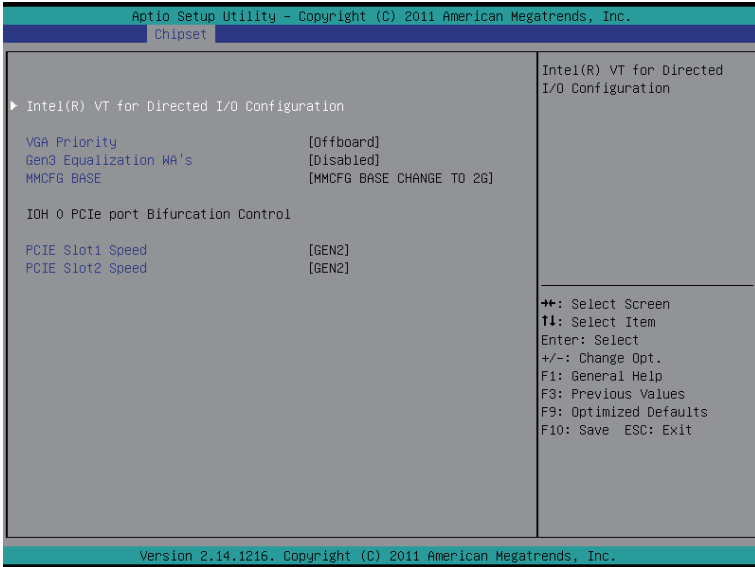 Aptio Setup Utility – Copyright (C) 2011 American Megatrends, Inc.
Chipset
Intel(R) VT for Directed I/O Configuration
VGA Priority [Offboard]
Gen3 Equalization WA's [Disabled]
MMCFG BASE [MMCFG BASE CHANGE TO 2G]
IOH 0 PCIe port Bifurcation Control
PCIE Slot1 Speed [GEN2]
PCIE Slot2 Speed [GEN2]
Intel(R) VT for Directed
I/O Configuration
→←: Select Screen
↑↓: Select Item
Enter: Select
+/-: Change Opt.
F1: General Help
F3: Previous Values
F9: Optimized Defaults
F10: Save ESC: Exit
Version 2.14.1216. Copyright (C) 2011 American Megatrends, Inc.